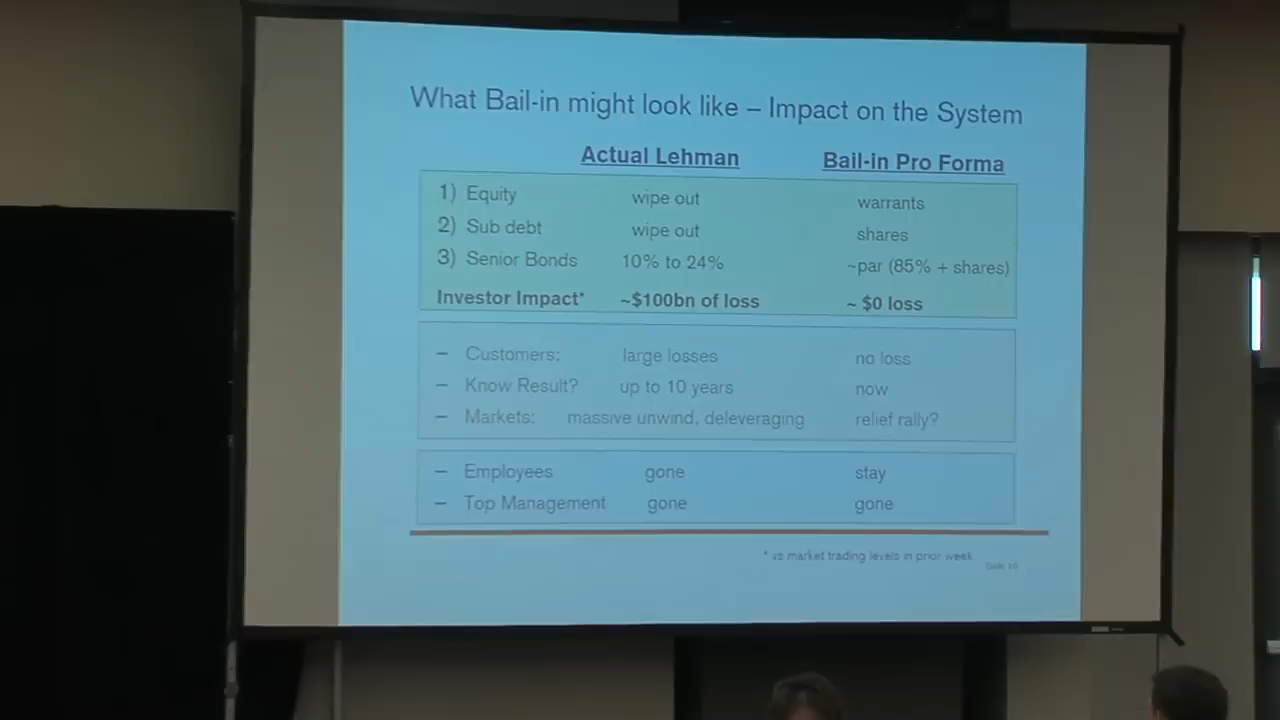 What Bail-in might look like – Impact on the System
Actual Lehman Bail-in Pro Forma
1) Equity wipe out warrants
2) Sub debt wipe out shares
3) Senior Bonds 10% to 24% ~par (85% + shares)
Investor Impact* ~$100bn of loss ~ $0 loss
– Customers: large losses no loss
– Know Result? up to 10 years now
– Markets: massive unwind, deleveraging relief rally?
– Employees gone stay
– Top Management gone gone
* vs market trading levels in prior week
Slide 10